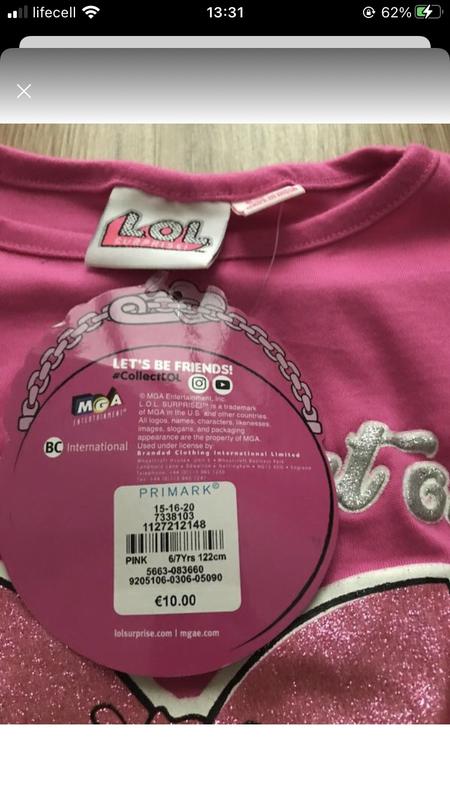 lifecell
13:31
62%
LOL
SURPRISE!
LET'S BE FRIENDS!
#CollectLOL
MGA
ENTERTAINMENT
© MGA Entertainment, Inc.
L.O.L. SURPRISE!™ is a trademark
of MGA in the U.S. and other countries.
All logos, names, characters, likenesses,
images, slogans, and packaging
appearance are the property of MGA.
Used under license by
Branded Clothing International Limited
BC International
PRIMARK©
15-16-20
7338103
1127212148
PINK 6/7Yrs 122cm
5663-083660
9205106-0306-05090
€10.00
lolsurprise.com | mgae.com